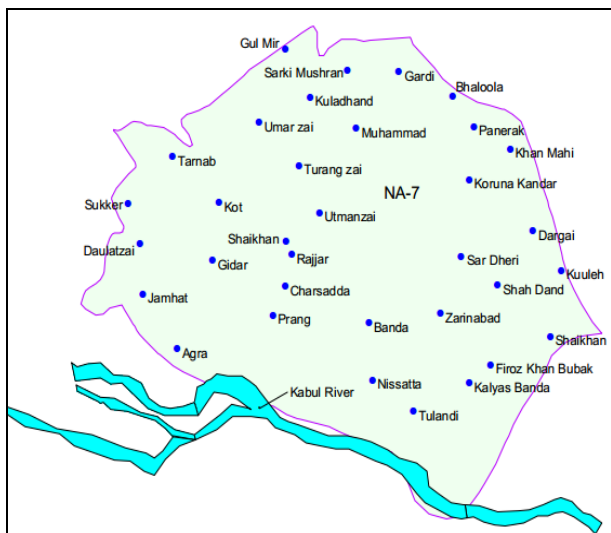 Gul Mir
Sarki Mushran
Gardi
Bhaloola
Kuladhand
Umar zai
Muhammad
Panerak
Khan Mahi
Tarnab
Turang zai
Koruna Kandar
NA-7
Sukker
Kot
Utmanzai
Dargai
Shaikhan
Daulatzai
Rajjar
Sar Dheri
Gidar
Kuuleh
Charsadda
Shah Dand
Jamhat
Prang
Zarinabad
Banda
Shaikhan
Agra
Firoz Khan Bubak
Nissatta
Kalyas Banda
Kabul River
Tulandi